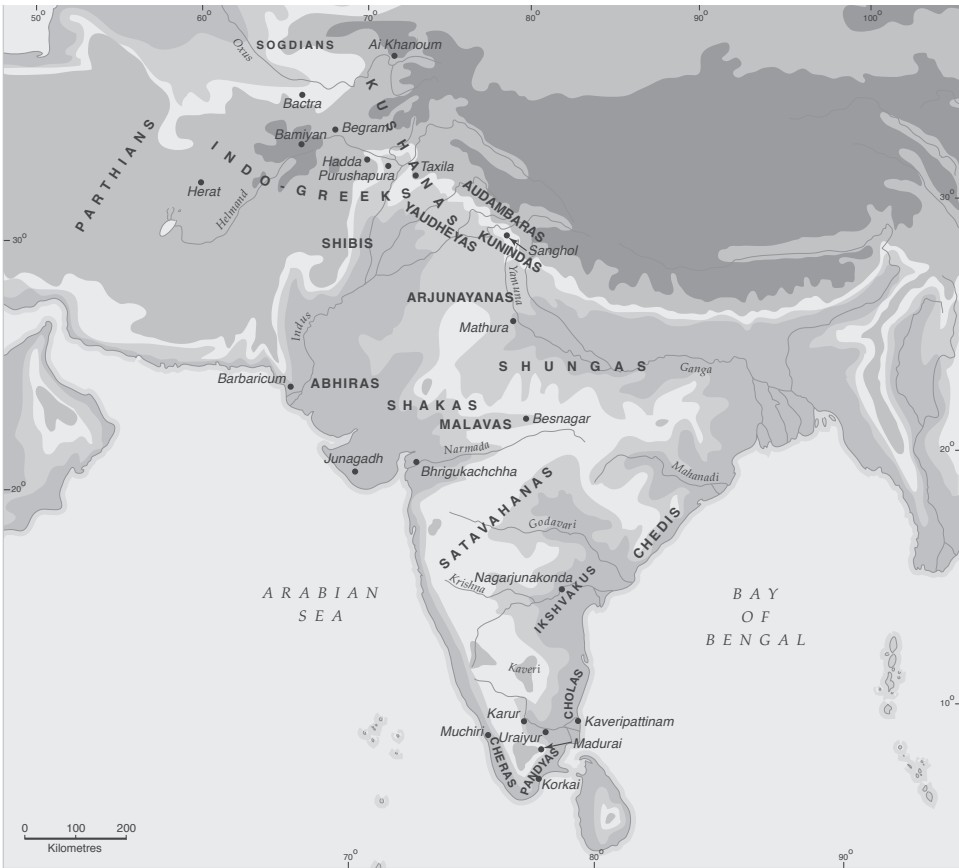 50°
60°
70°
80°
90°
100°
Oxus
SOGDIANS
Ai Khanoum
Bactra
KUSHANAS
Begram
Bamiyan
PARTHIANS
INDO-GREEKS
Hadda
Purushapura
Taxila
Herat
Helmand
AUDAMBARAS
YAUDHEYAS
KUNINDAS
Sanghol
30°
30°
SHIBIS
Yamuna
ARJUNAYANAS
Indus
Mathura
SHUNGAS
Ganga
Barbaricum
ABHIRAS
SHAKAS
MALAVAS
Besnagar
Narmada
Junagadh
Bhrigukachchha
20°
20°
Mahanadi
SATAVAHANAS
Godavari
CHEDIS
Krishna
Nagarjunakonda
IKSHVAKUS
ARABIAN
SEA
BAY
OF
BENGAL
Kaveri
10°
CHOLAS
Karur
Kaveripattinam
Muchiri
Uraiyur
Madurai
CHERAS
PANDYAS
Korkai
0 100 200
Kilometres
70°
80°
90°